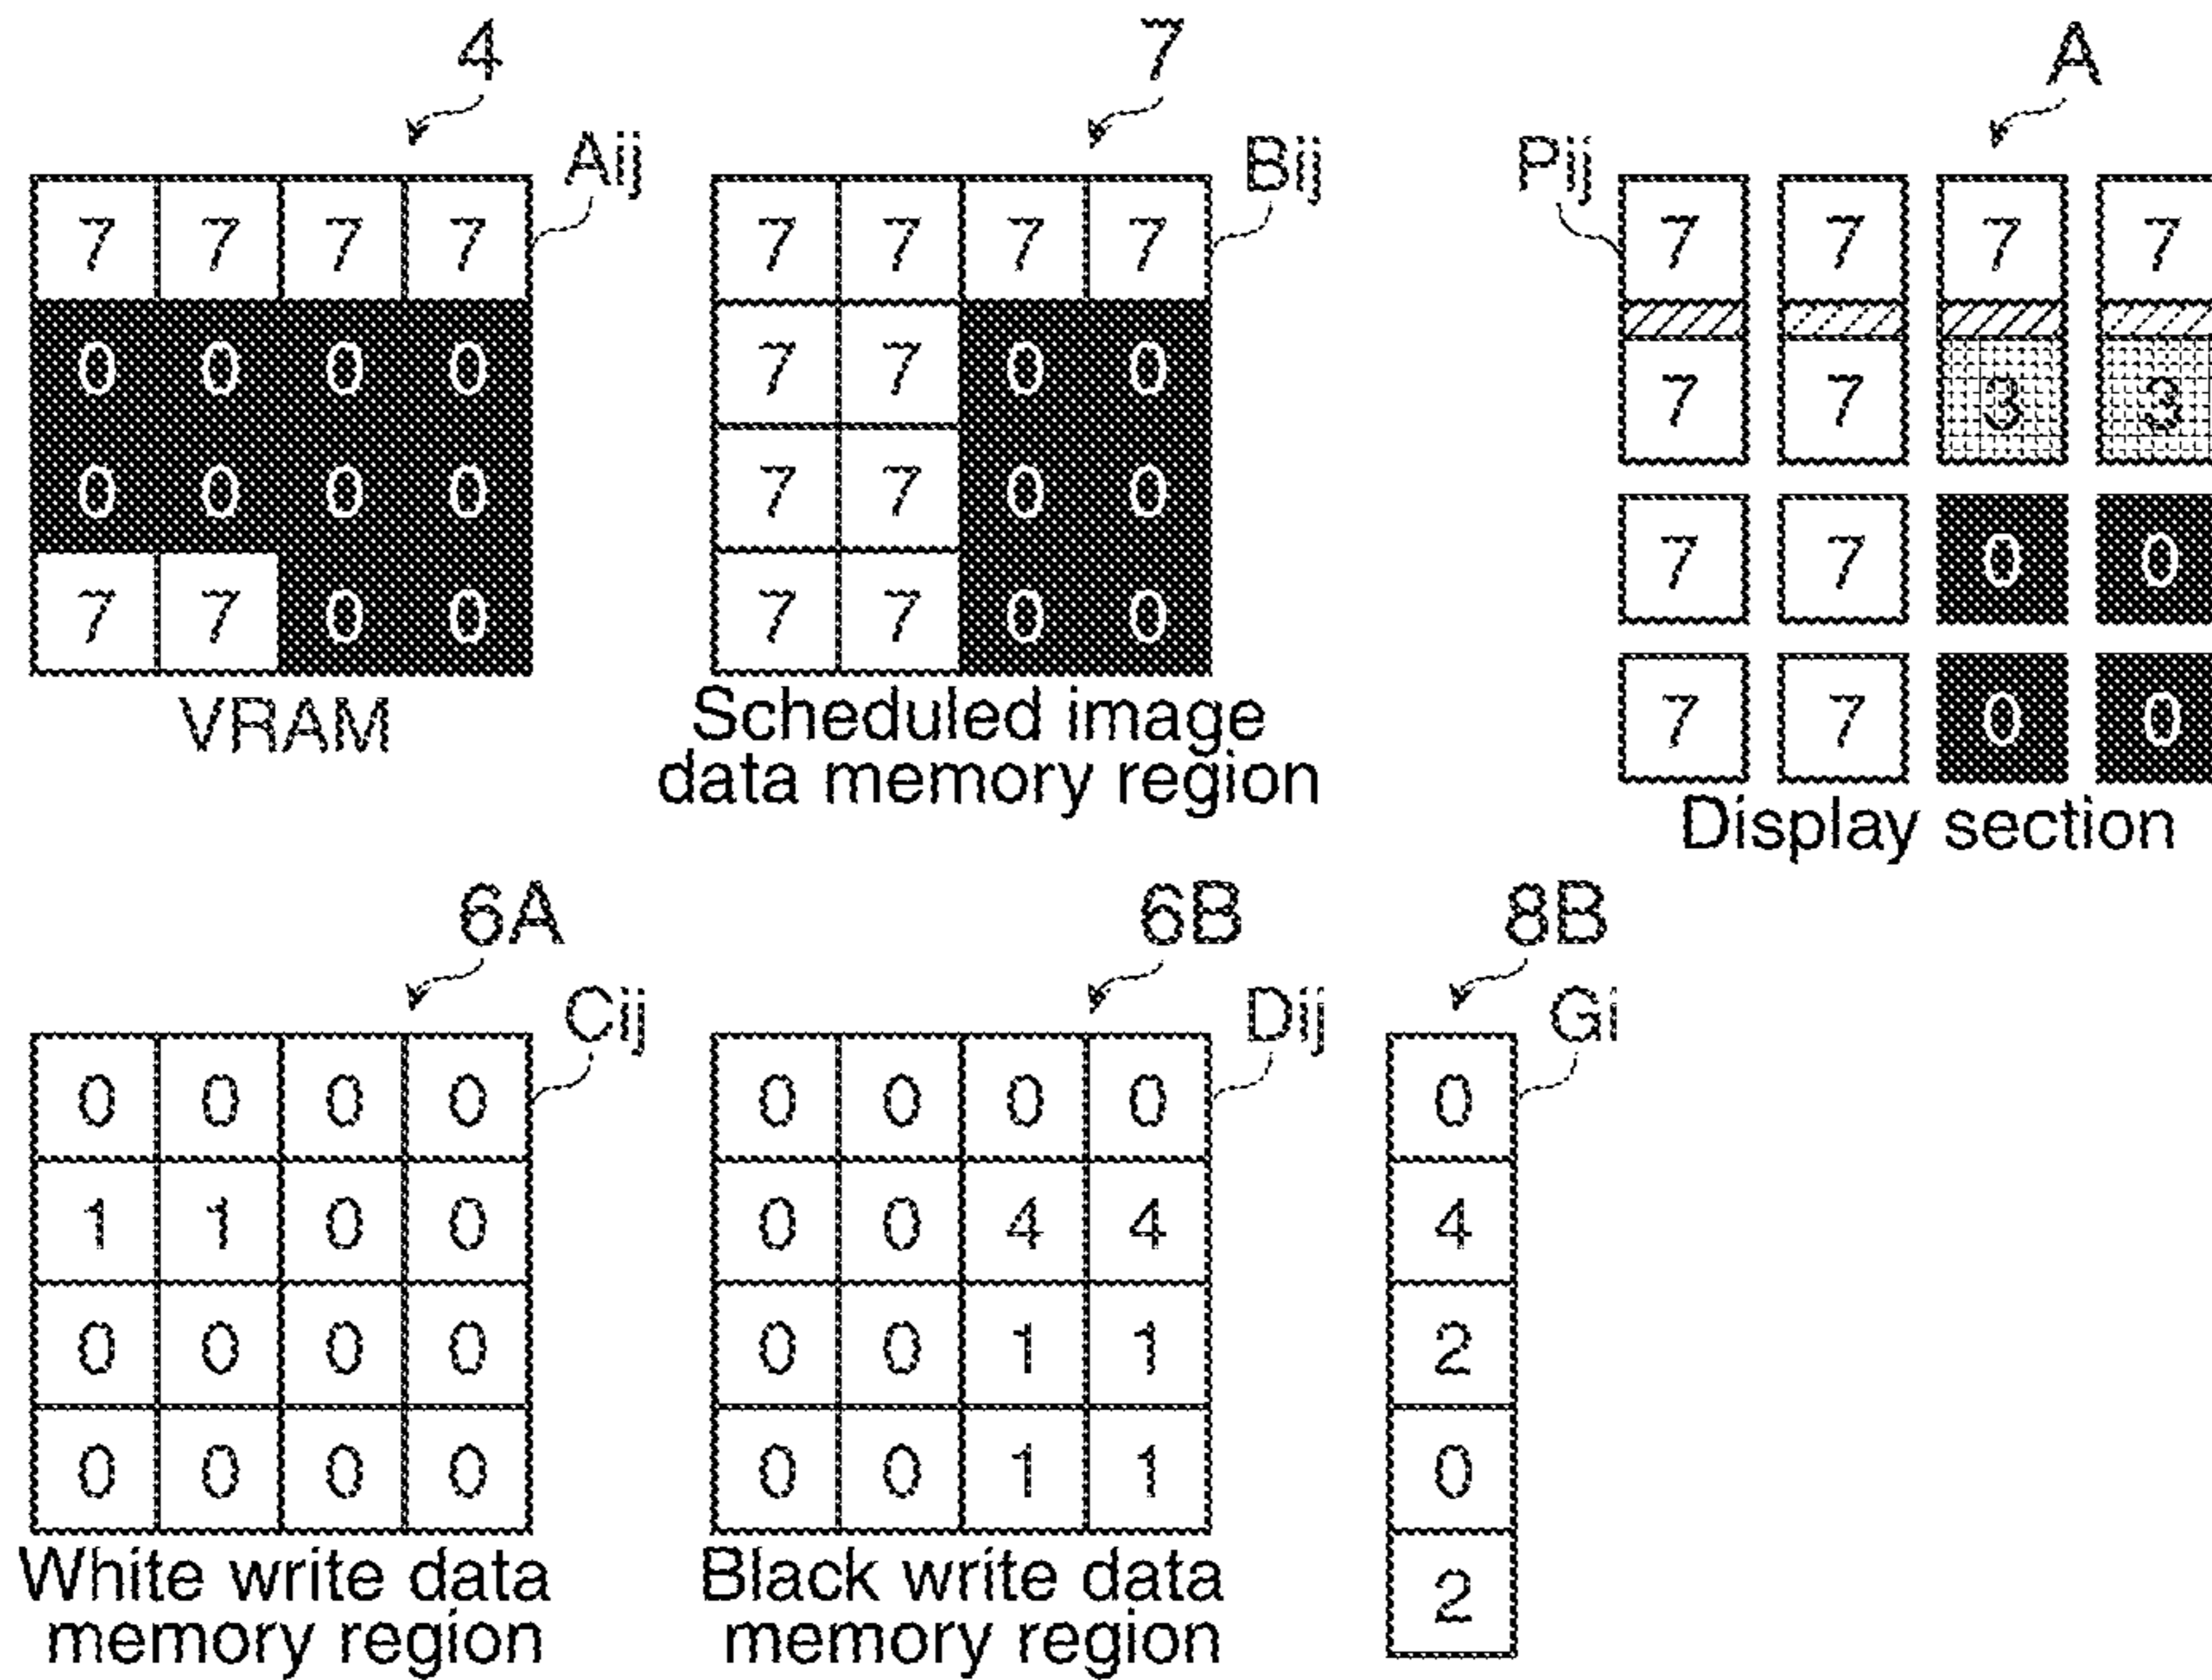 4
Aij
7 7 7 7
0 0 0 0
0 0 0 0
7 7 0 0
VRAM
7
Bij
7 7 7 7
7 7 0 0
7 7 0 0
7 7 0 0
Scheduled image
data memory region
A
Pij
7 7 7 7
7 7 3 3
7 7 0 0
7 7 0 0
Display section
6A
Cij
0 0 0 0
1 1 0 0
0 0 0 0
0 0 0 0
White write data
memory region
6B
Dij
0 0 0 0
0 0 4 4
0 0 1 1
0 0 1 1
Black write data
memory region
8B
Gi
0
4
2
0
2